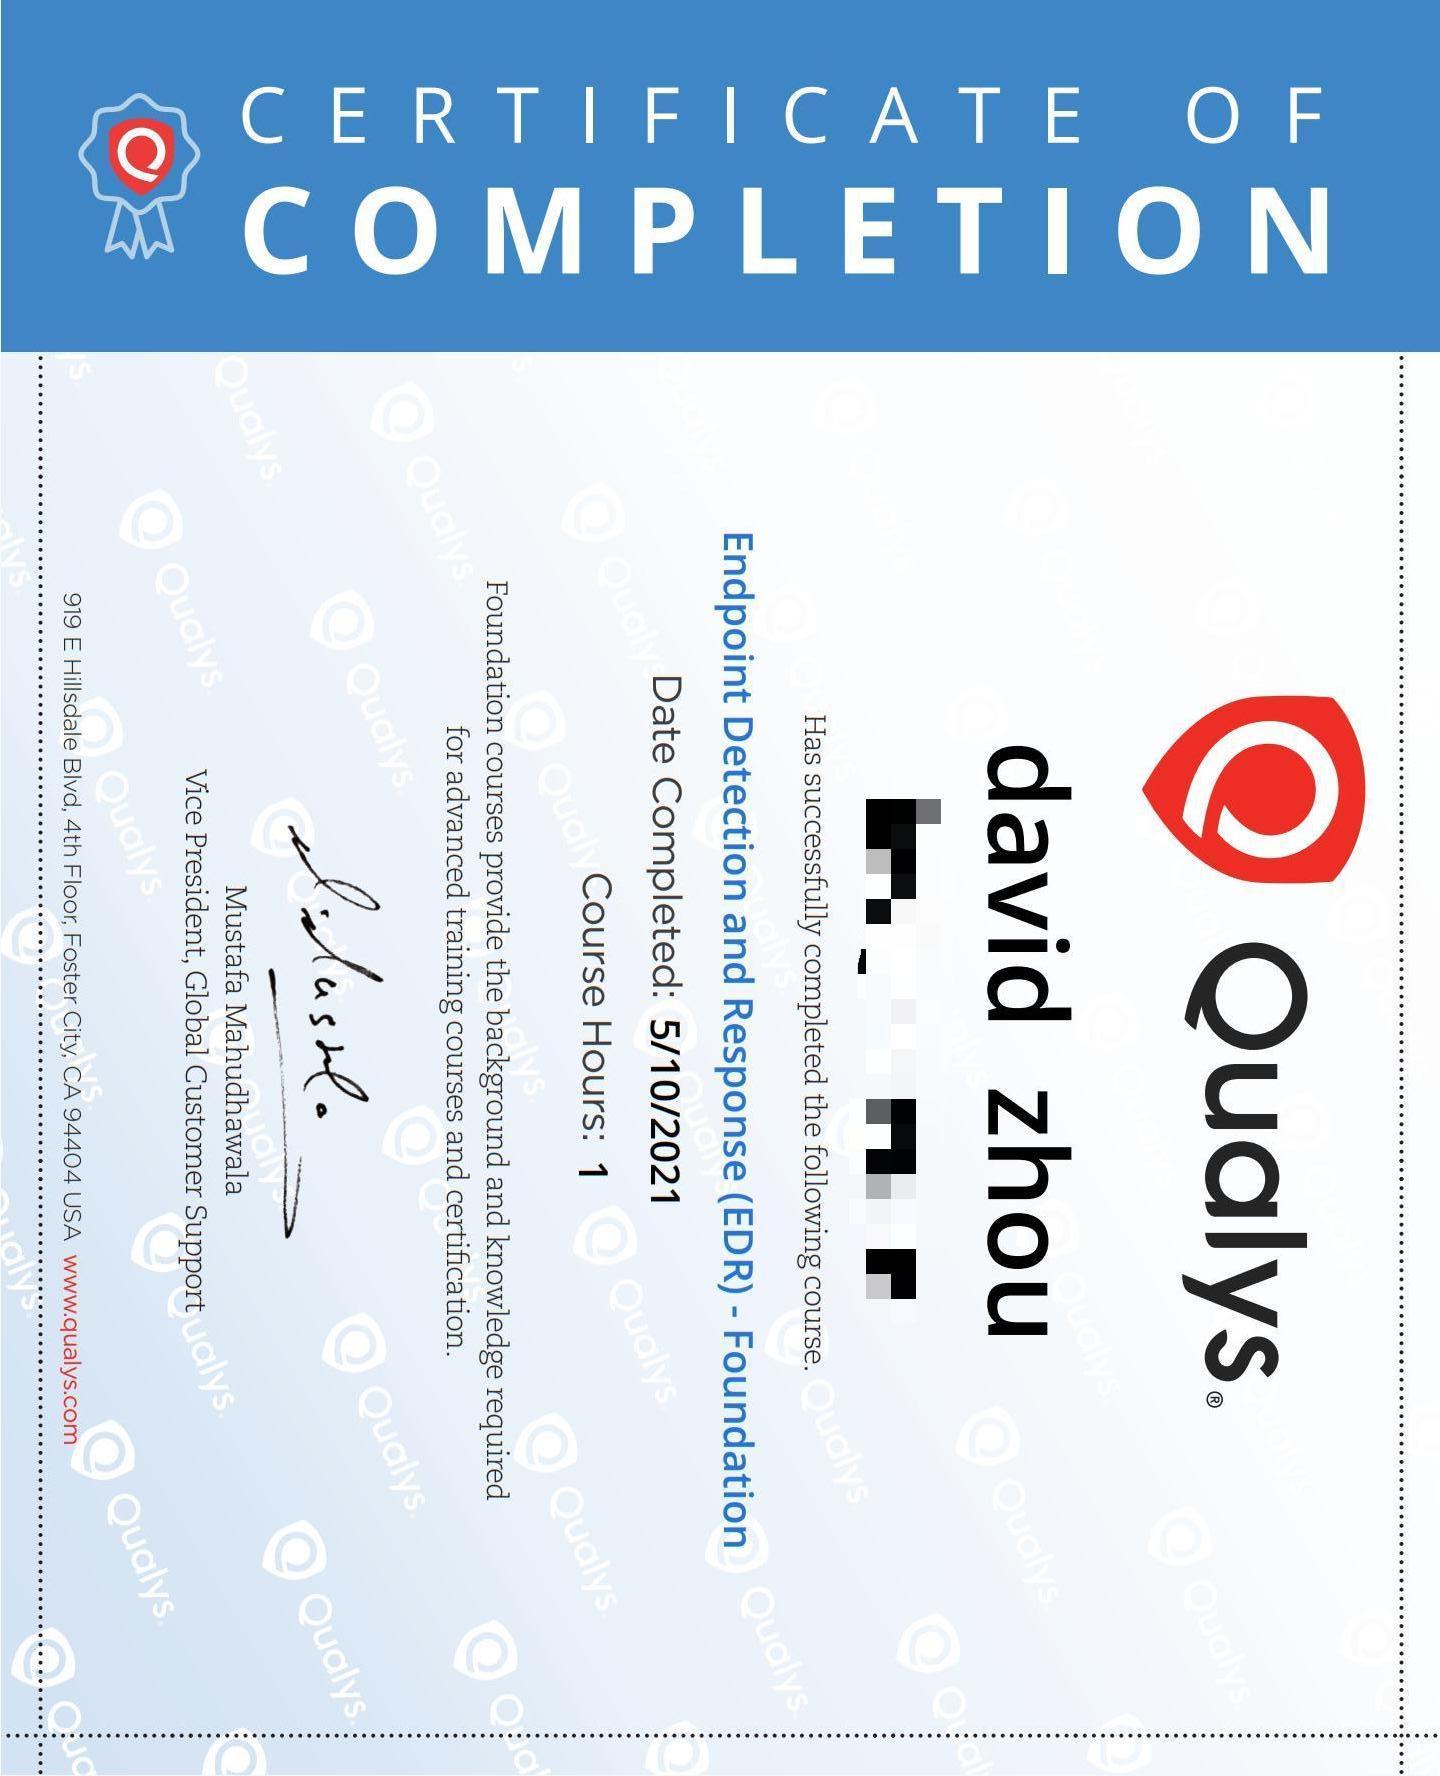 CERTIFICATE OF
COMPLETION
Qualys.®
david zhou
Has successfully completed the following course.
Endpoint Detection and Response (EDR) - Foundation
Date Completed: 5/10/2021
Course Hours: 1
Foundation courses provide the background and knowledge required
for advanced training courses and certification.
Mustafa Mahudhawala
Vice President, Global Customer Support
919 E Hillsdale Blvd, 4th Floor, Foster City, CA 94404 USA www.qualys.com